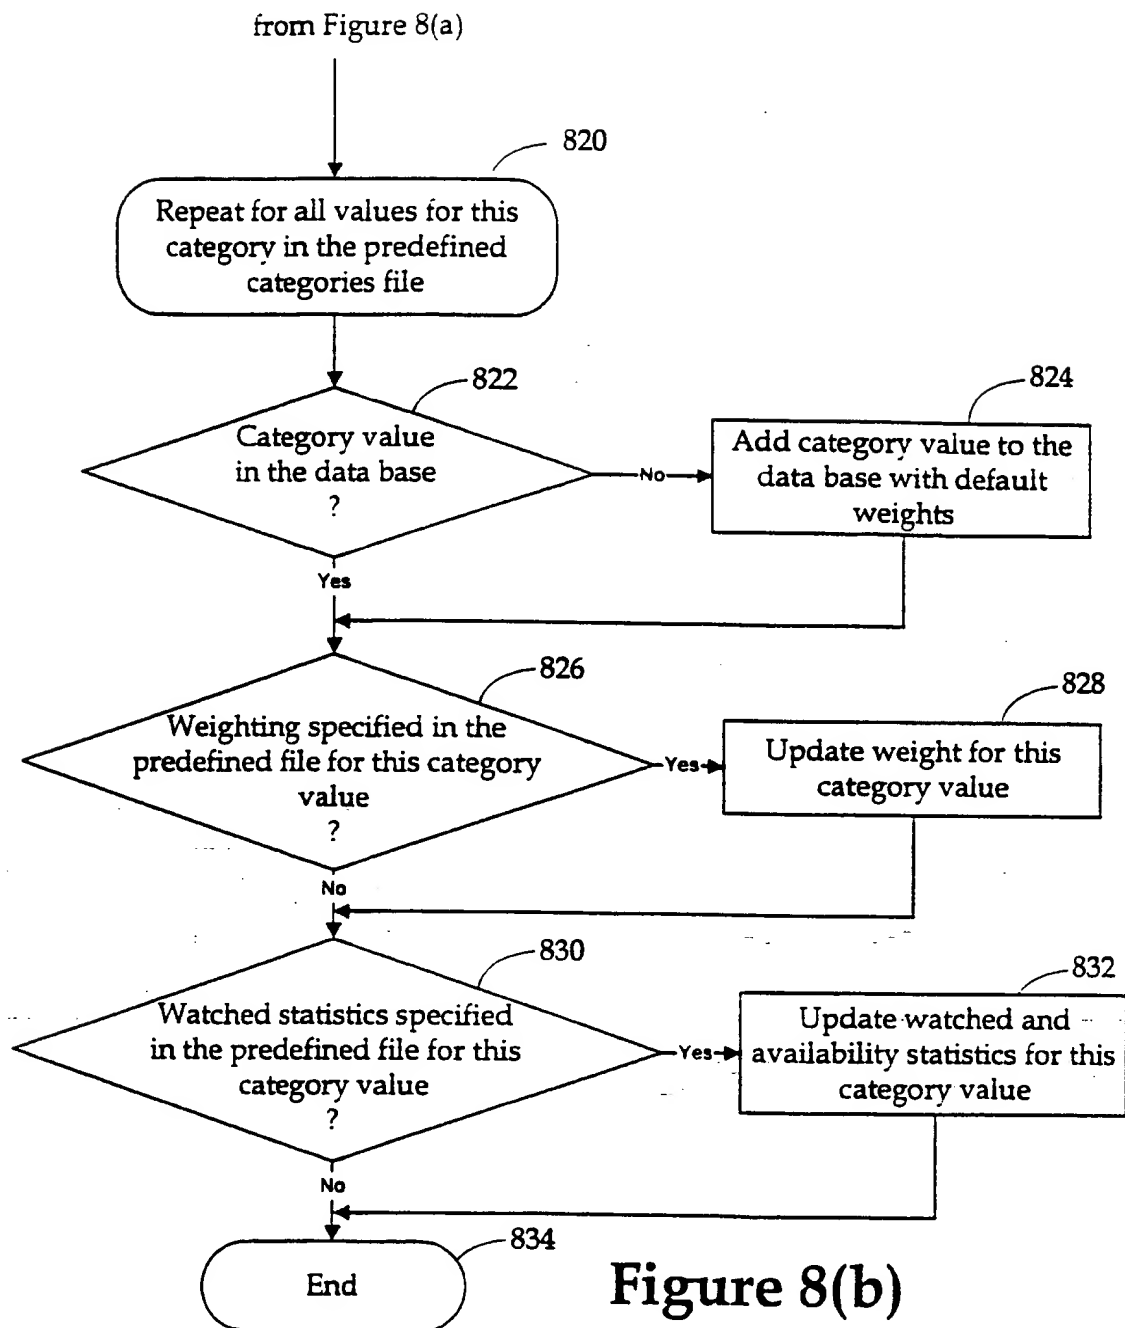 from Figure 8(a)
820
Repeat for all values for this
category in the predefined
categories file
822
Category value
in the data base
?
No
824
Add category value to the
data base with default
weights
Yes
826
Weighting specified in the
predefined file for this category
value
?
Yes
828
Update weight for this
category value
No
830
Watched statistics specified
in the predefined file for this
category value
?
Yes
832
Update watched and
availability statistics for this
category value
No
834
End
Figure 8(b)